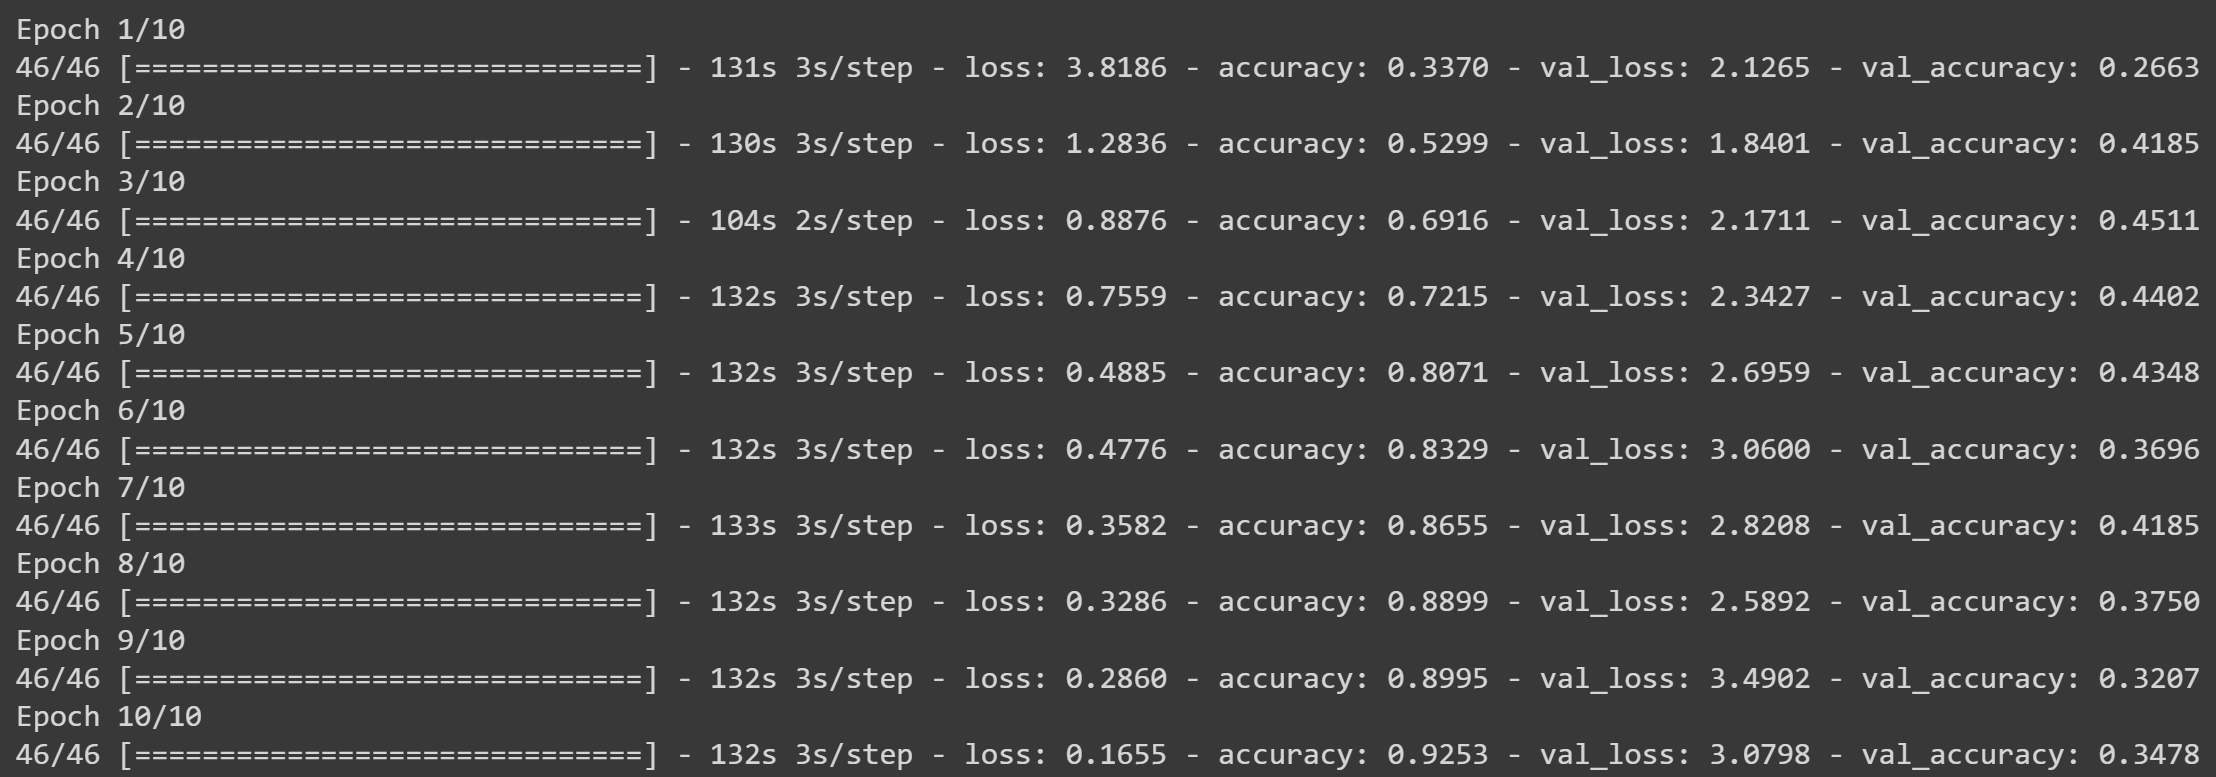 Epoch 1/10
46/46 [==============================] - 131s 3s/step - loss: 3.8186 - accuracy: 0.3370 - val_loss: 2.1265 - val_accuracy: 0.2663
Epoch 2/10
46/46 [==============================] - 130s 3s/step - loss: 1.2836 - accuracy: 0.5299 - val_loss: 1.8401 - val_accuracy: 0.4185
Epoch 3/10
46/46 [==============================] - 104s 2s/step - loss: 0.8876 - accuracy: 0.6916 - val_loss: 2.1711 - val_accuracy: 0.4511
Epoch 4/10
46/46 [==============================] - 132s 3s/step - loss: 0.7559 - accuracy: 0.7215 - val_loss: 2.3427 - val_accuracy: 0.4402
Epoch 5/10
46/46 [==============================] - 132s 3s/step - loss: 0.4885 - accuracy: 0.8071 - val_loss: 2.6959 - val_accuracy: 0.4348
Epoch 6/10
46/46 [==============================] - 132s 3s/step - loss: 0.4776 - accuracy: 0.8329 - val_loss: 3.0600 - val_accuracy: 0.3696
Epoch 7/10
46/46 [==============================] - 133s 3s/step - loss: 0.3582 - accuracy: 0.8655 - val_loss: 2.8208 - val_accuracy: 0.4185
Epoch 8/10
46/46 [==============================] - 132s 3s/step - loss: 0.3286 - accuracy: 0.8899 - val_loss: 2.5892 - val_accuracy: 0.3750
Epoch 9/10
46/46 [==============================] - 132s 3s/step - loss: 0.2860 - accuracy: 0.8995 - val_loss: 3.4902 - val_accuracy: 0.3207
Epoch 10/10
46/46 [==============================] - 132s 3s/step - loss: 0.1655 - accuracy: 0.9253 - val_loss: 3.0798 - val_accuracy: 0.3478